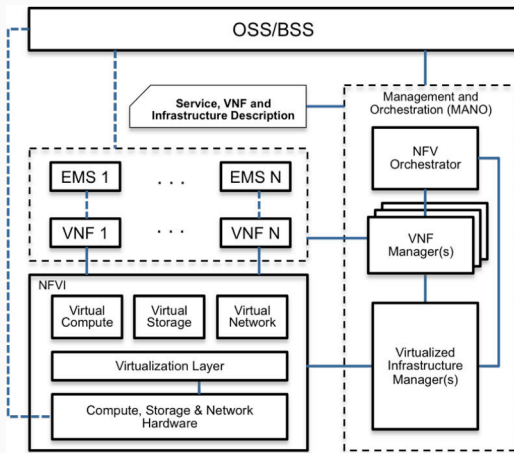 OSS/BSS
Service, VNF and
Infrastructure Description
Management and
Orchestration (MANO)
NFV
Orchestrator
EMS 1
. . .
EMS N
VNF 1
. . .
VNF N
VNF
Manager(s)
NFVI
Virtual
Compute
Virtual
Storage
Virtual
Network
Virtualization Layer
Compute, Storage & Network
Hardware
Virtualized
Infrastructure
Manager(s)